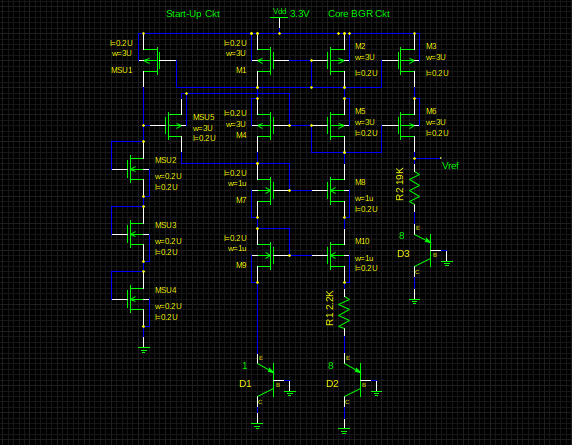 Start-Up Ckt
Vdd
3.3V
Core BGR Ckt
l=0.2U
w=3U
MSU1
l=0.2U
w=3U
M1
M2
w=3U
l=0.2U
M3
w=3U
l=0.2U
MSU5
w=3U
l=0.2U
l=0.2U
w=3U
M4
M5
w=3U
l=0.2U
M6
w=3U
l=0.2U
MSU2
w=0.2U
l=0.2U
Vref
l=0.2U
w=1u
M7
M8
w=1u
l=0.2U
R2 19K
MSU3
w=0.2U
l=0.2U
l=0.2U
w=1u
M9
M10
w=1u
l=0.2U
8
D3
E
B
C
MSU4
w=0.2U
l=0.2U
R1 2.2K
1
D1
E
B
C
8
D2
E
B
C